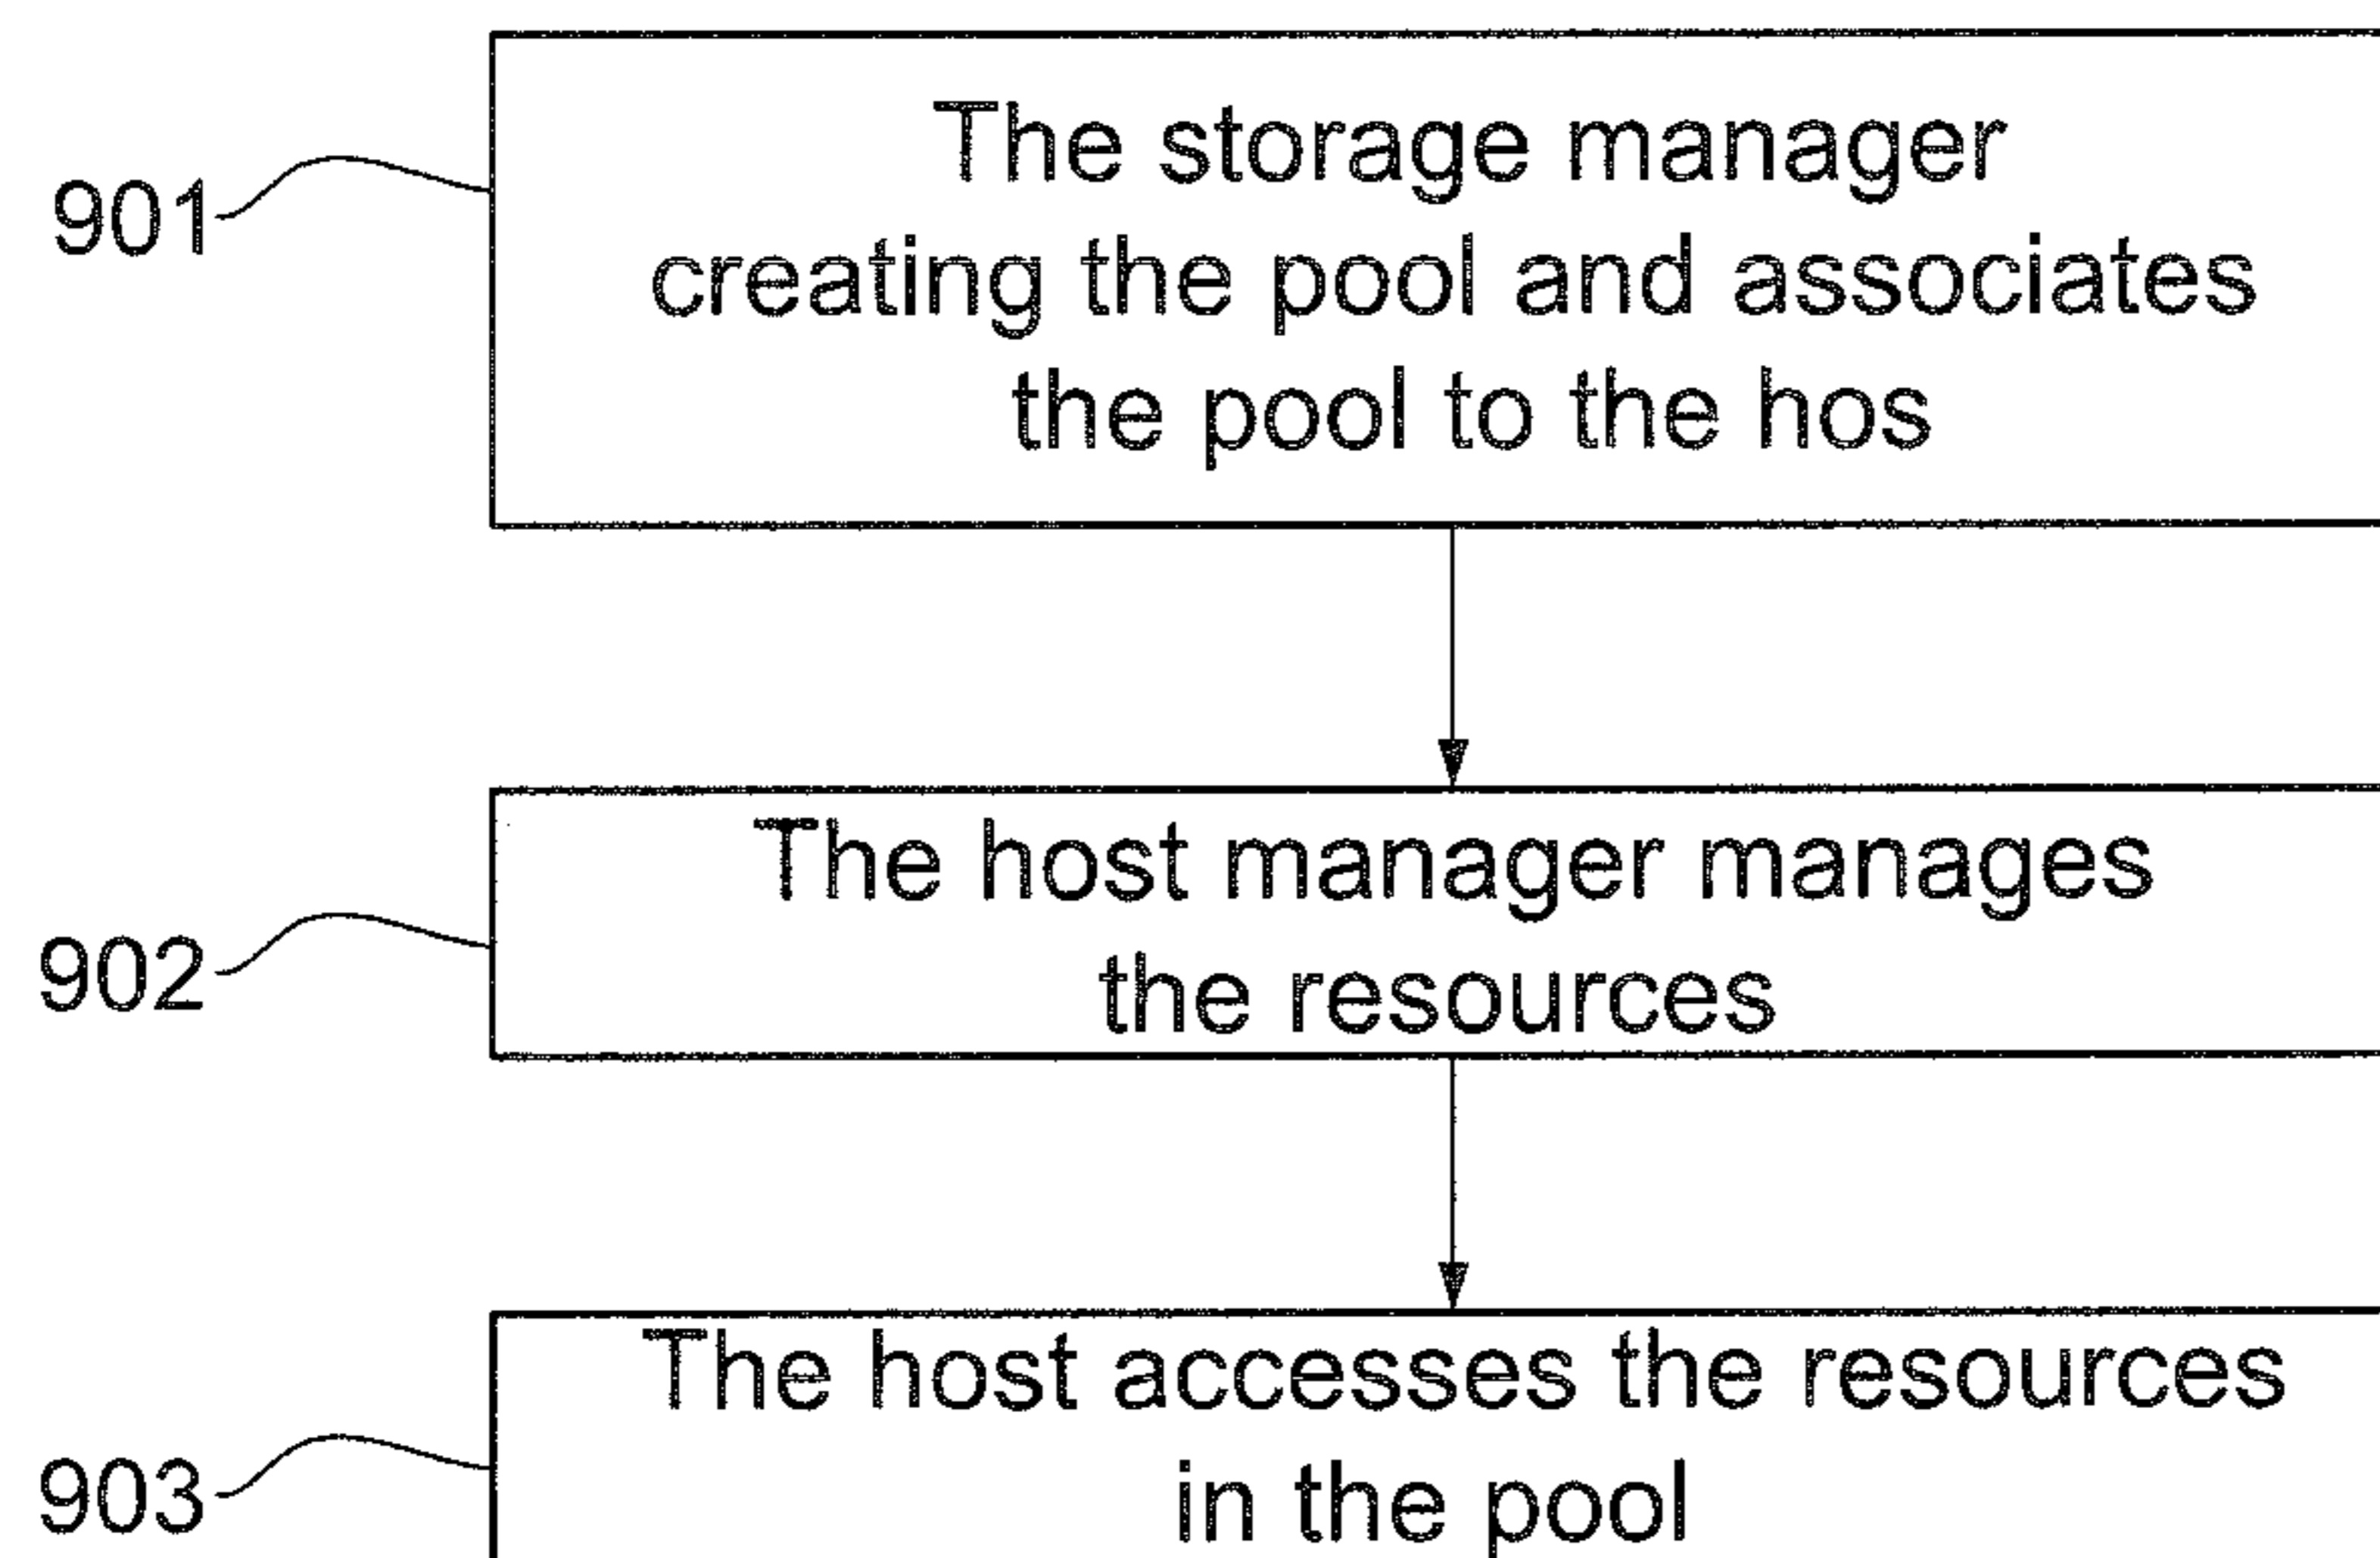 The storage manager
901
creating the pool and associates
the pool to the hos
The host manager manages
902
the resources
The host accesses the resources
903
in the pool